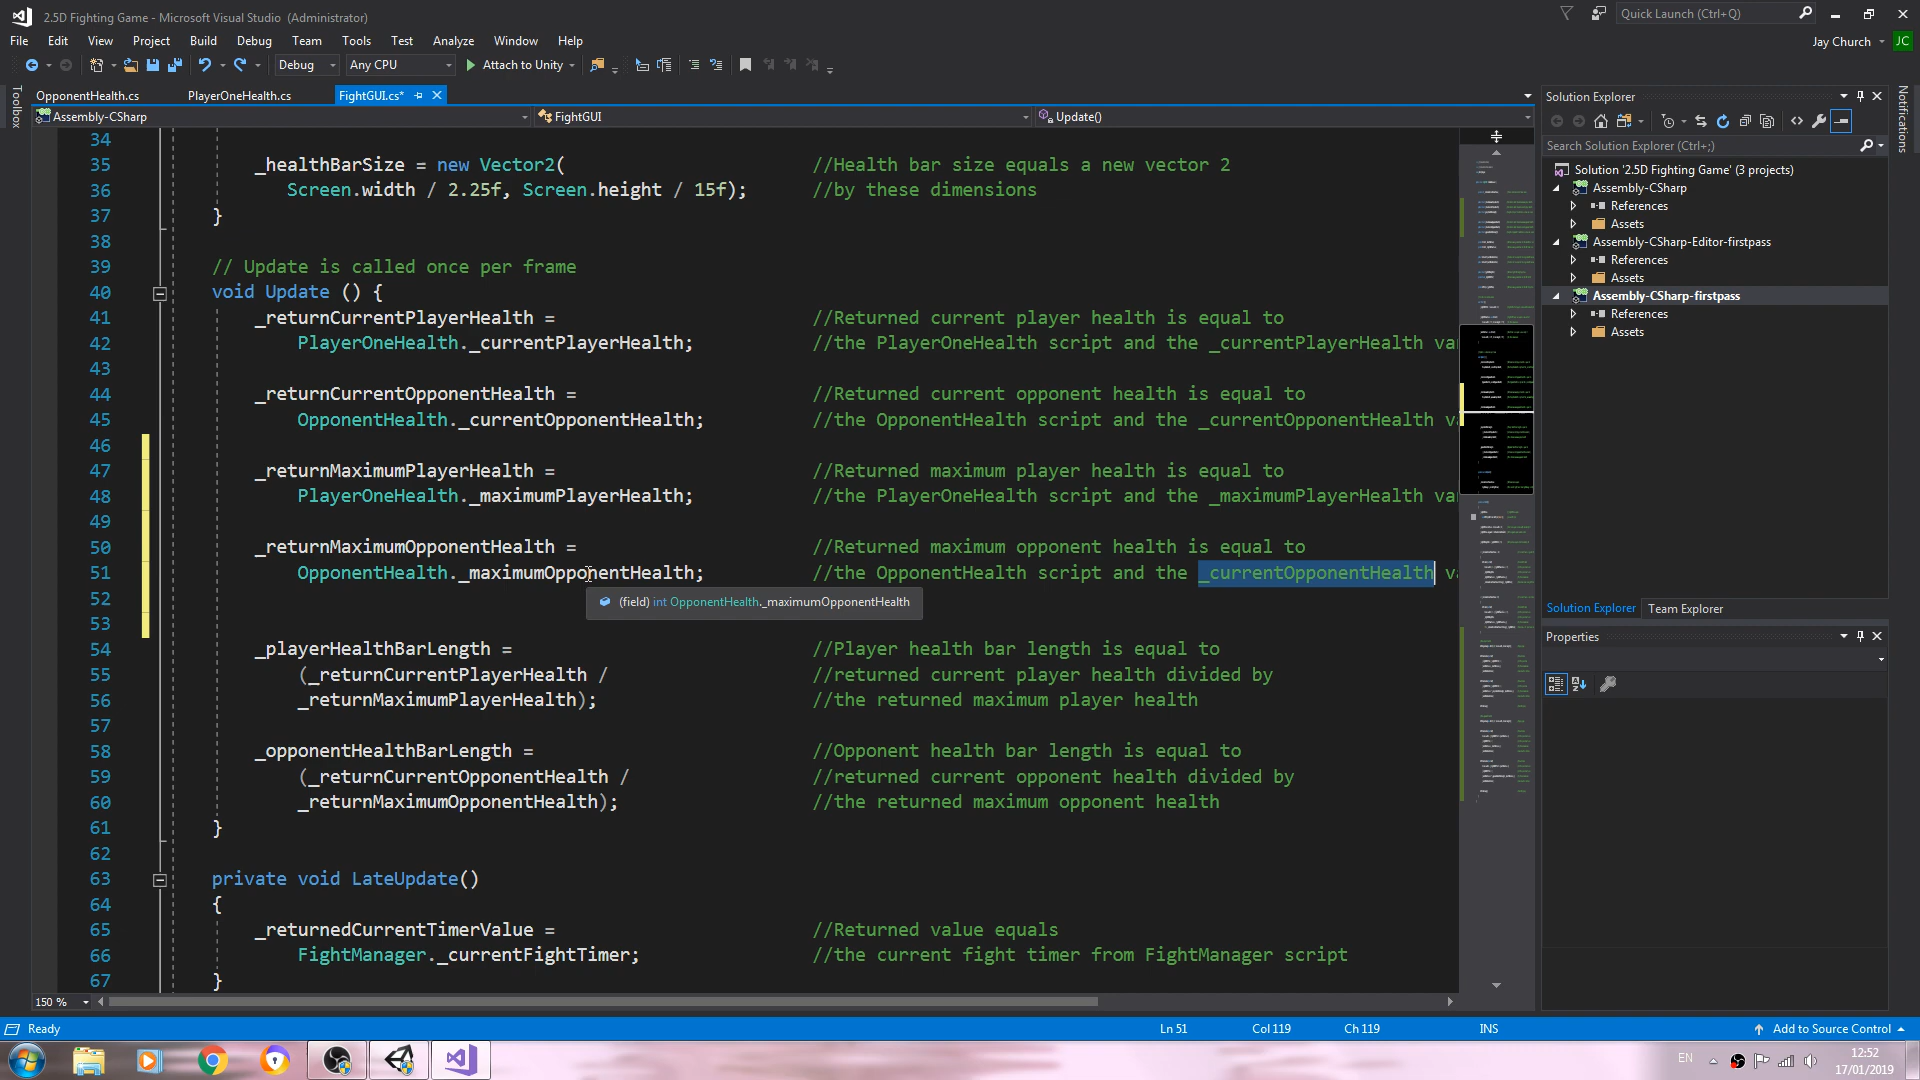 2.5D Fighting Game - Microsoft Visual Studio (Administrator)
Quick Launch (Ctrl+Q)
File Edit View Project Build Debug Team Tools Test Analyze Window Help
Jay Church JC
Debug Any CPU Attach to Unity
Toolbox
OpponentHealth.cs PlayerOneHealth.cs FightGUI.cs*
Assembly-CSharp FightGUI Update()
34
35 _healthBarSize = new Vector2( //Health bar size equals a new vector 2
36 Screen.width / 2.25f, Screen.height / 15f); //by these dimensions
37 }
38
39 // Update is called once per frame
40 void Update () {
41 _returnCurrentPlayerHealth = //Returned current player health is equal to
42 PlayerOneHealth._currentPlayerHealth; //the PlayerOneHealth script and the _currentPlayerHealth va
43
44 _returnCurrentOpponentHealth = //Returned current opponent health is equal to
45 OpponentHealth._currentOpponentHealth; //the OpponentHealth script and the _currentOpponentHealth v
46
47 _returnMaximumPlayerHealth = //Returned maximum player health is equal to
48 PlayerOneHealth._maximumPlayerHealth; //the PlayerOneHealth script and the _maximumPlayerHealth va
49
50 _returnMaximumOpponentHealth = //Returned maximum opponent health is equal to
51 OpponentHealth._maximumOpponentHealth; //the OpponentHealth script and the _currentOpponentHealth va
52
(field) int OpponentHealth._maximumOpponentHealth
53
54 _playerHealthBarLength = //Player health bar length is equal to
55 (_returnCurrentPlayerHealth / //returned current player health divided by
56 _returnMaximumPlayerHealth); //the returned maximum player health
57
58 _opponentHealthBarLength = //Opponent health bar length is equal to
59 (_returnCurrentOpponentHealth / //returned current opponent health divided by
60 _returnMaximumOpponentHealth); //the returned maximum opponent health
61 }
62
63 private void LateUpdate()
64 {
65 _returnedCurrentTimerValue = //Returned value equals
66 FightManager._currentFightTimer; //the current fight timer from FightManager script
67 }
150 %
Solution Explorer
Search Solution Explorer (Ctrl+;)
Solution '2.5D Fighting Game' (3 projects)
Assembly-CSharp
References
Assets
Assembly-CSharp-Editor-firstpass
References
Assets
Assembly-CSharp-firstpass
References
Assets
Solution Explorer Team Explorer
Properties
Notifications
Ready Ln 51 Col 119 Ch 119 INS Add to Source Control
EN
12:52
17/01/2019